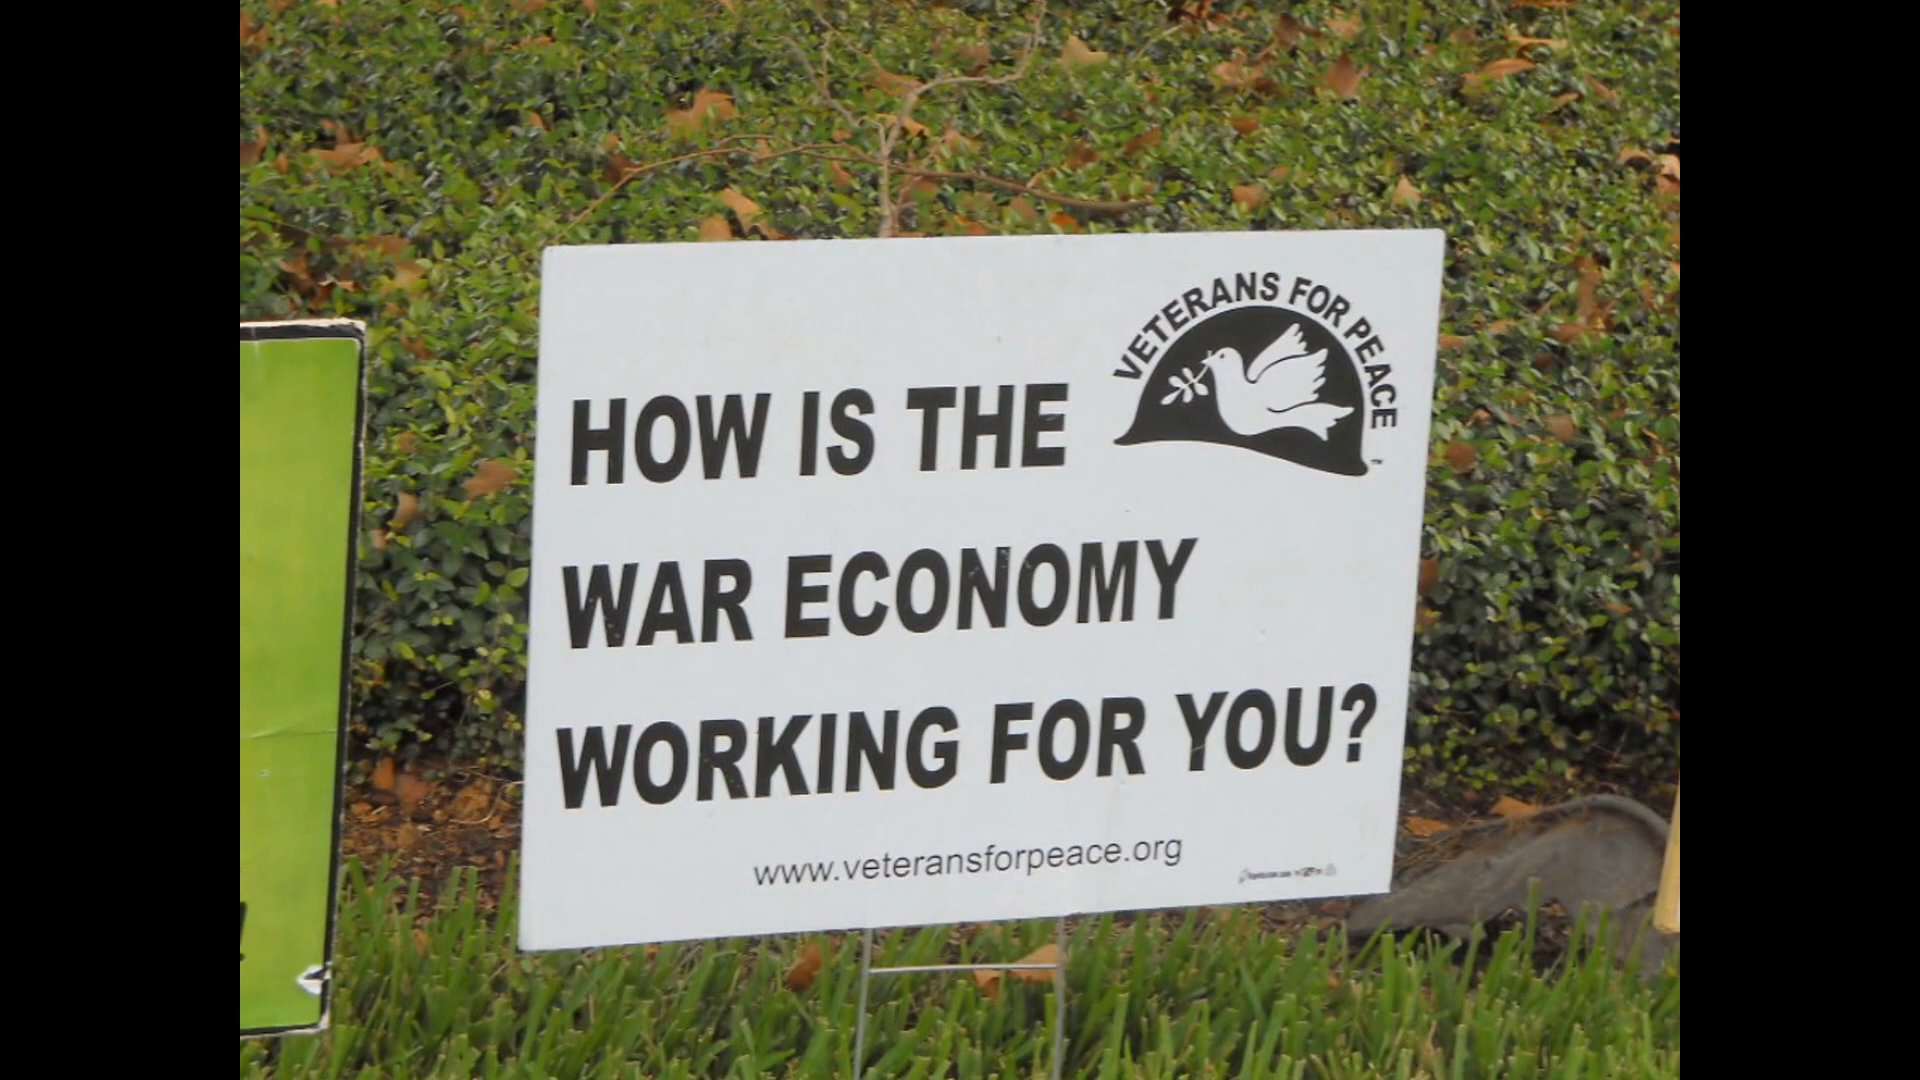 VETERANS FOR PEACE
HOW IS THE
WAR ECONOMY
WORKING FOR YOU?
www.veteransforpeace.org